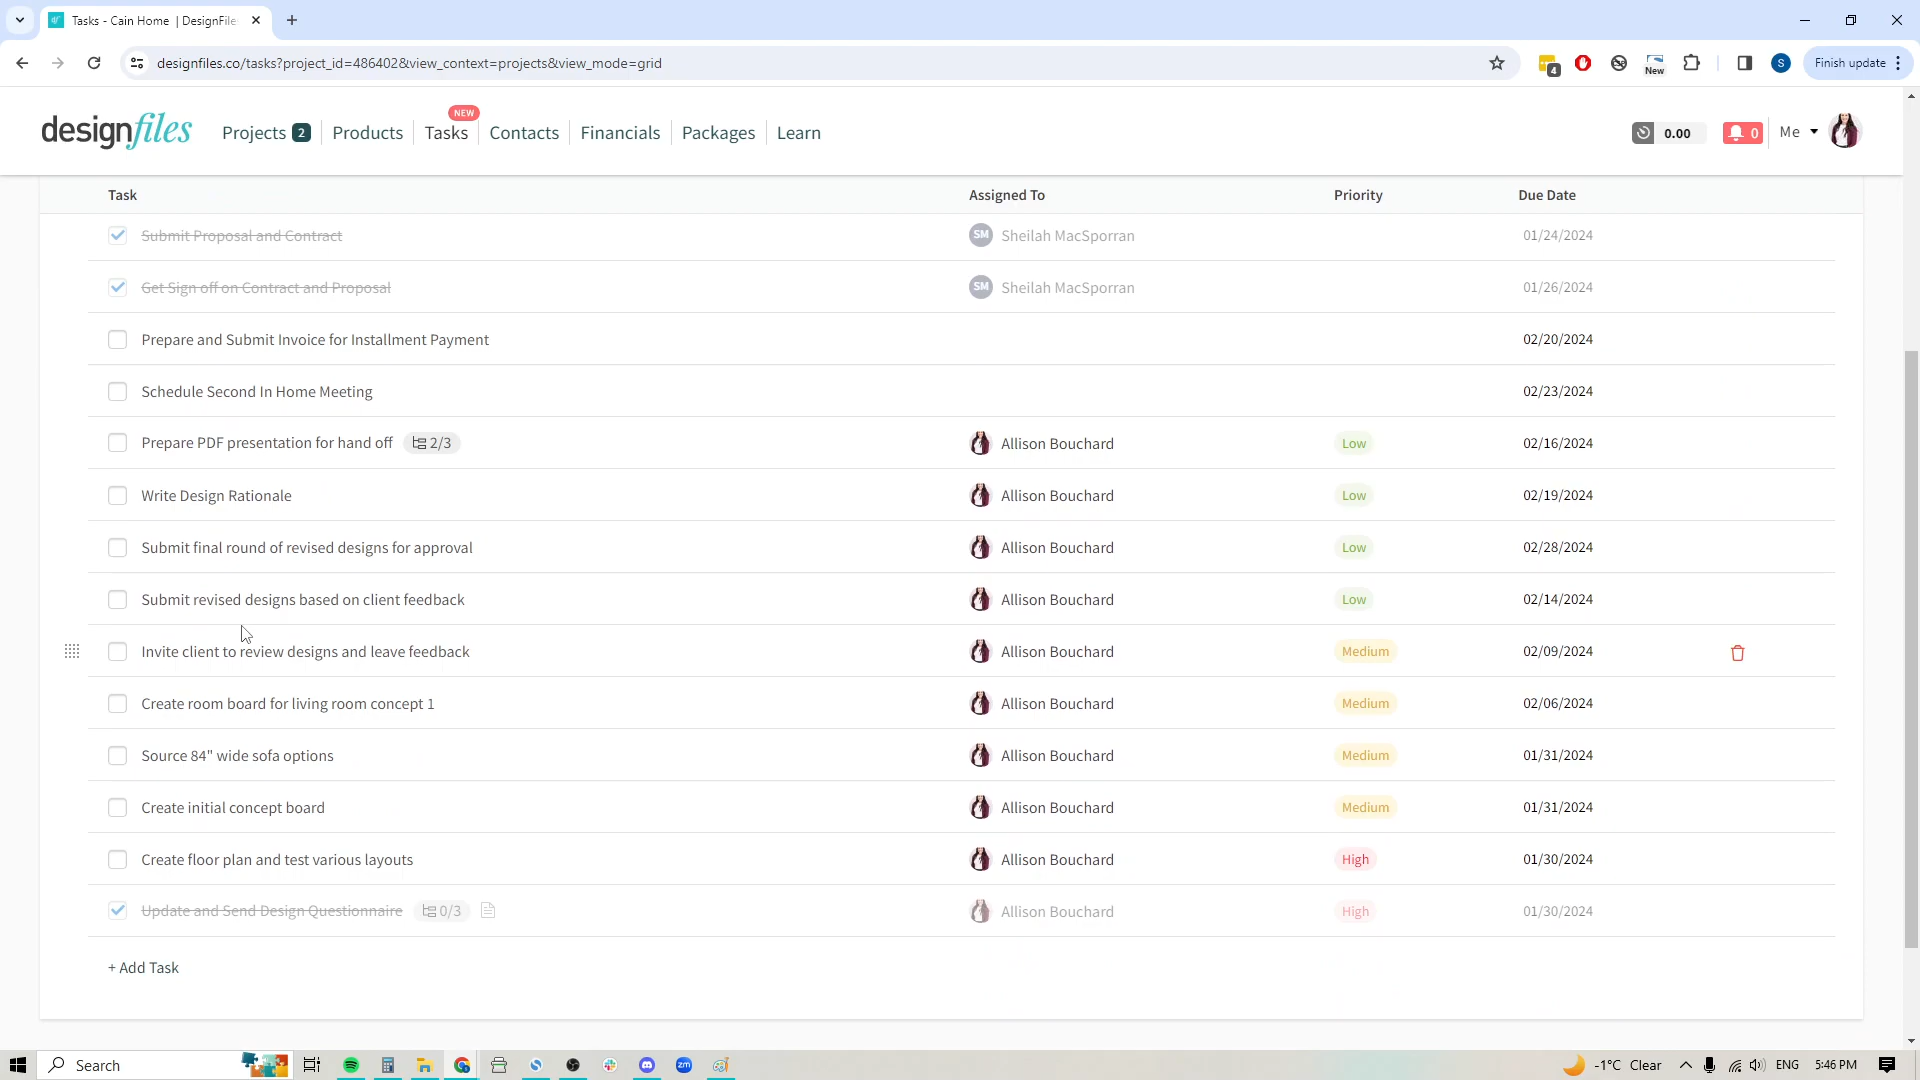 Tasks - Cain Home | DesignFile
designfiles.co/tasks?project_id=486402&view_context=projects&view_mode=grid
4
New
S
Finish update
designfiles
Projects 2
Products
Tasks
NEW
Contacts
Financials
Packages
Learn
0.00
0
Me
Task Assigned To Priority Due Date
Submit Proposal and Contract SM Sheilah MacSporran 01/24/2024
Get Sign off on Contract and Proposal SM Sheilah MacSporran 01/26/2024
Prepare and Submit Invoice for Installment Payment 02/20/2024
Schedule Second In Home Meeting 02/23/2024
Prepare PDF presentation for hand off 2/3 Allison Bouchard Low 02/16/2024
Write Design Rationale Allison Bouchard Low 02/19/2024
Submit final round of revised designs for approval Allison Bouchard Low 02/28/2024
Submit revised designs based on client feedback Allison Bouchard Low 02/14/2024
Invite client to review designs and leave feedback Allison Bouchard Medium 02/09/2024
Create room board for living room concept 1 Allison Bouchard Medium 02/06/2024
Source 84" wide sofa options Allison Bouchard Medium 01/31/2024
Create initial concept board Allison Bouchard Medium 01/31/2024
Create floor plan and test various layouts Allison Bouchard High 01/30/2024
Update and Send Design Questionnaire 0/3 Allison Bouchard High 01/30/2024
+ Add Task
Search
zm
-1°C Clear
ENG
5:46 PM